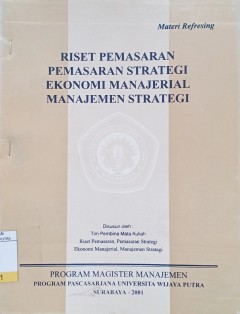 Materi Refresing
RISET PEMASARAN
PEMASARAN STRATEGI
EKONOMI MANAJERIAL
MANAJEMEN STRATEGI
Disusun oleh :
Tim Pembina Mata Kuliah
Riset Pemasaran, Pemasaran Strategi
Ekonomi Manajerial, Manajemen Strategi
PROGRAM MAGISTER MANAJEMEN
PROGRAM PASCASARJANA UNIVERSITA WIJAYA PUTRA
SURABAYA - 2001